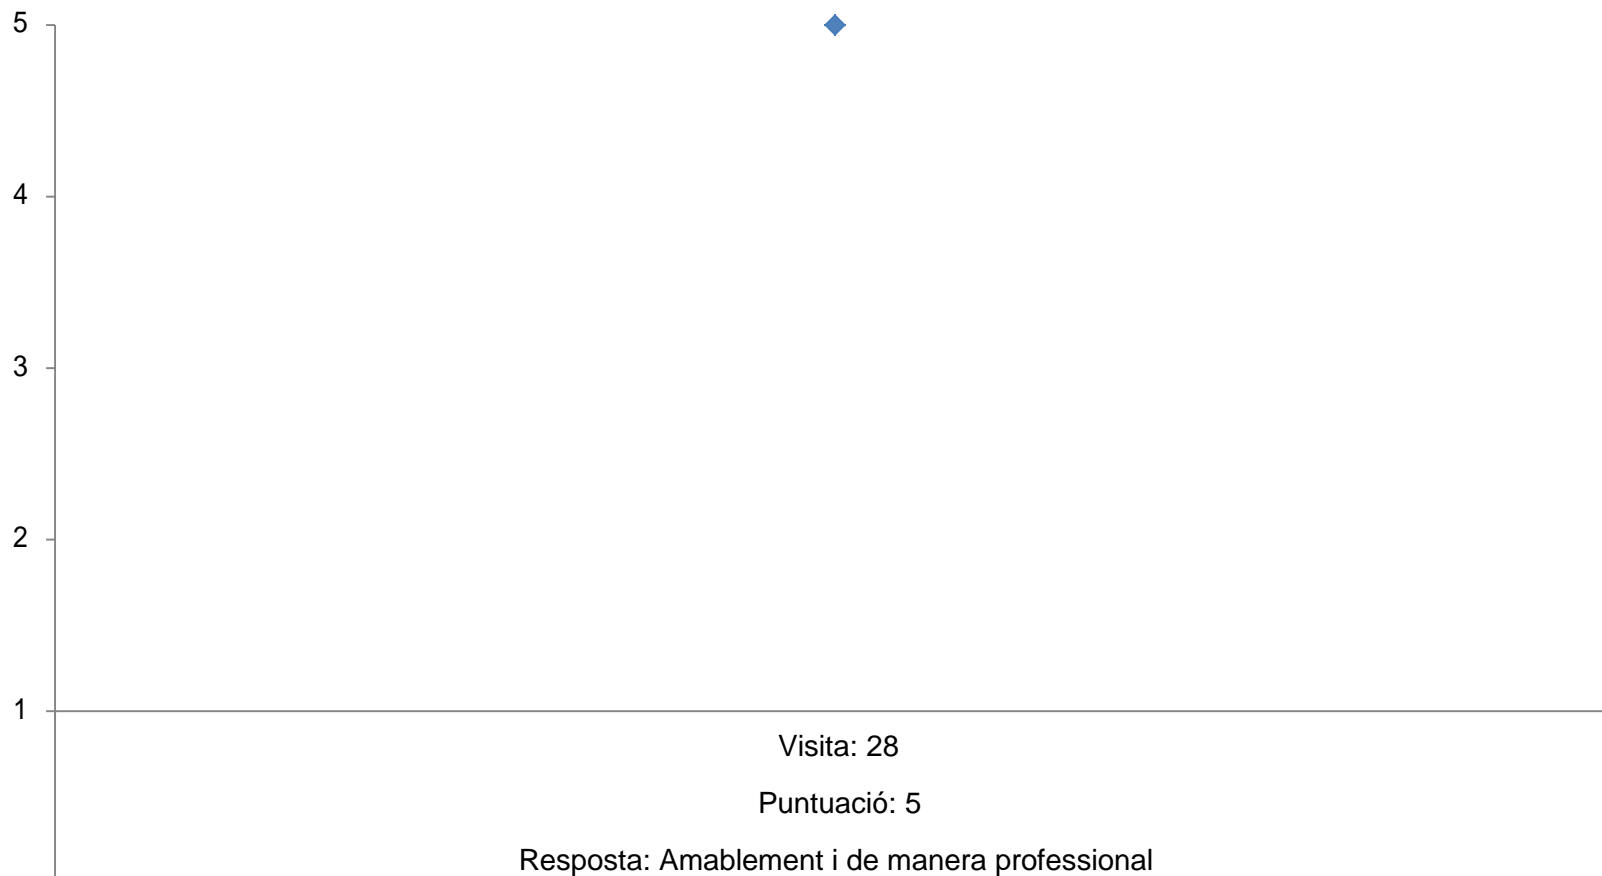 5
4
3
2
1
Visita: 28
Puntuació: 5
Resposta: Amablement i de manera professional